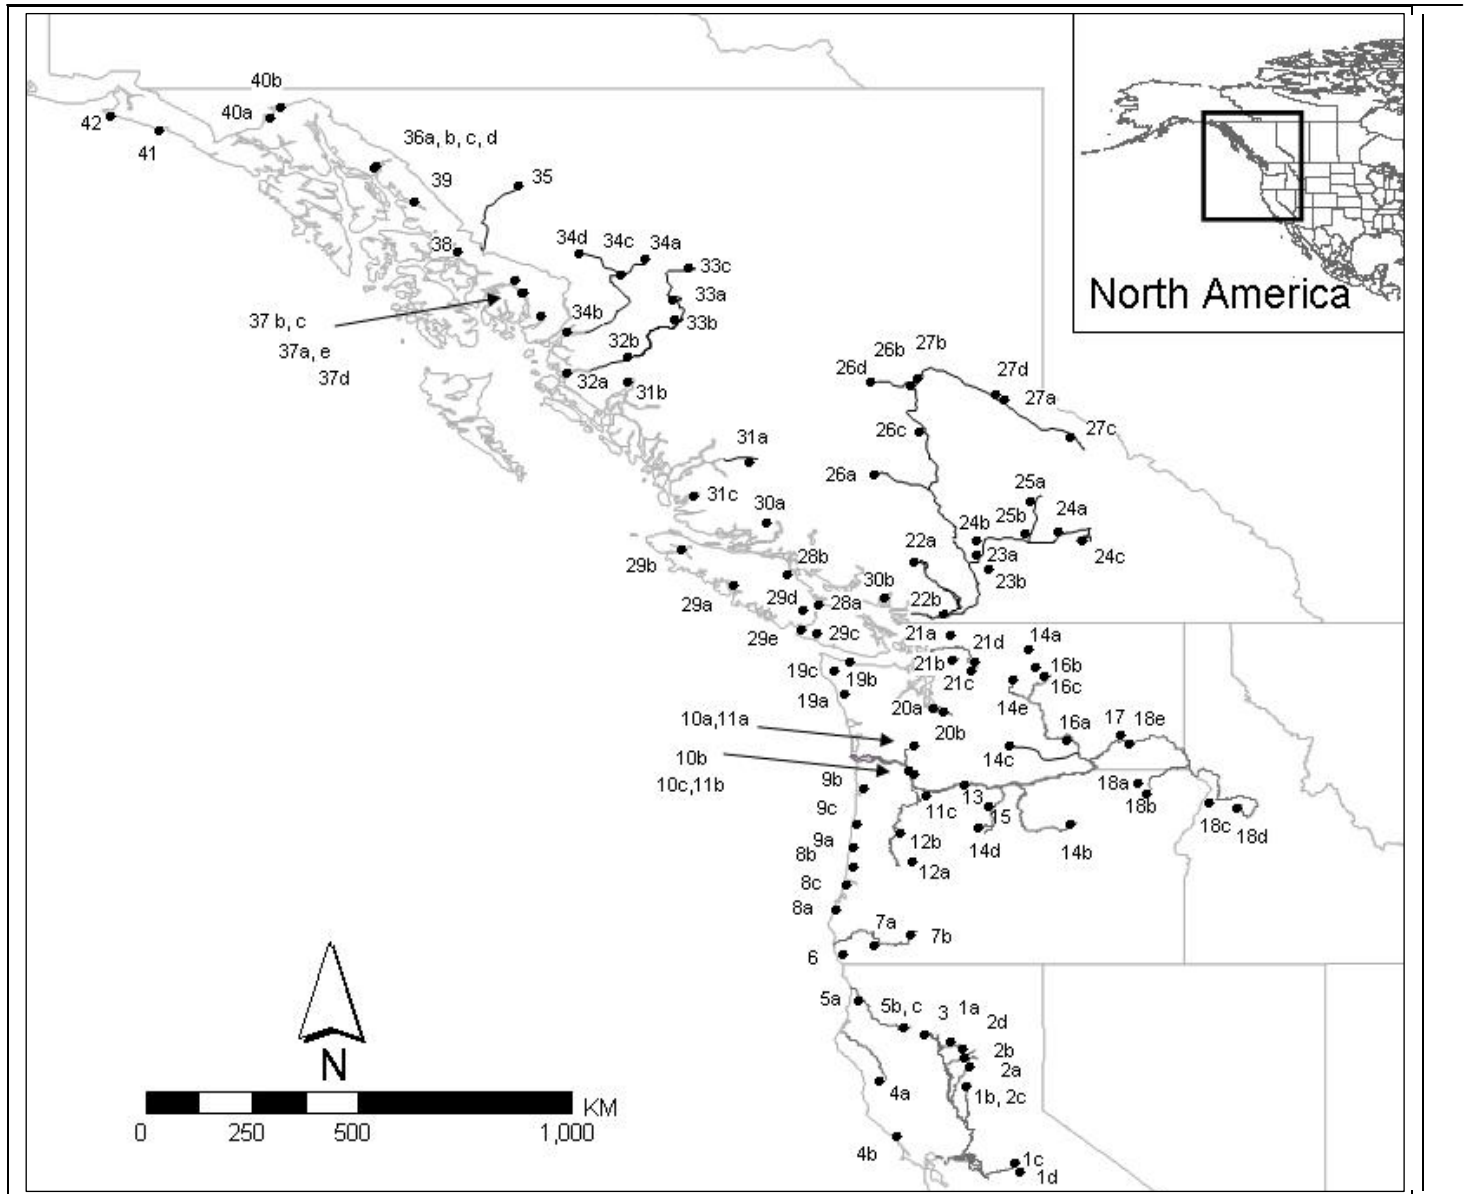 40b
40a
42
41
36a, b, c, d
39
35
38
34d
34c
34a
33c
33a
33b
34b
37 b, c
37a, e
37d
32b
32a
31b
North America
27b
26b
26d
27d
27a
27c
26c
31a
26a
31c
30a
25a
24a
25b
24b
24c
23a
23b
22a
29b
28b
30b
29a
29d
28a
22b
29e
29c
21a
21d
14a
21b
16b
21c
16c
19c
19b
19a
20a
14e
10a,11a
20b
16a
17
18e
14c
10b
10c,11b
9b
13
18a
18b
9c
11c
15
18c
18d
9a
12b
14d
14b
8b
12a
8c
8a
7a
7b
6
5a
5b, c
3
1a
2d
2b
2a
4a
1b, 2c
4b
1c
1d
N
KM
0
250
500
1,000